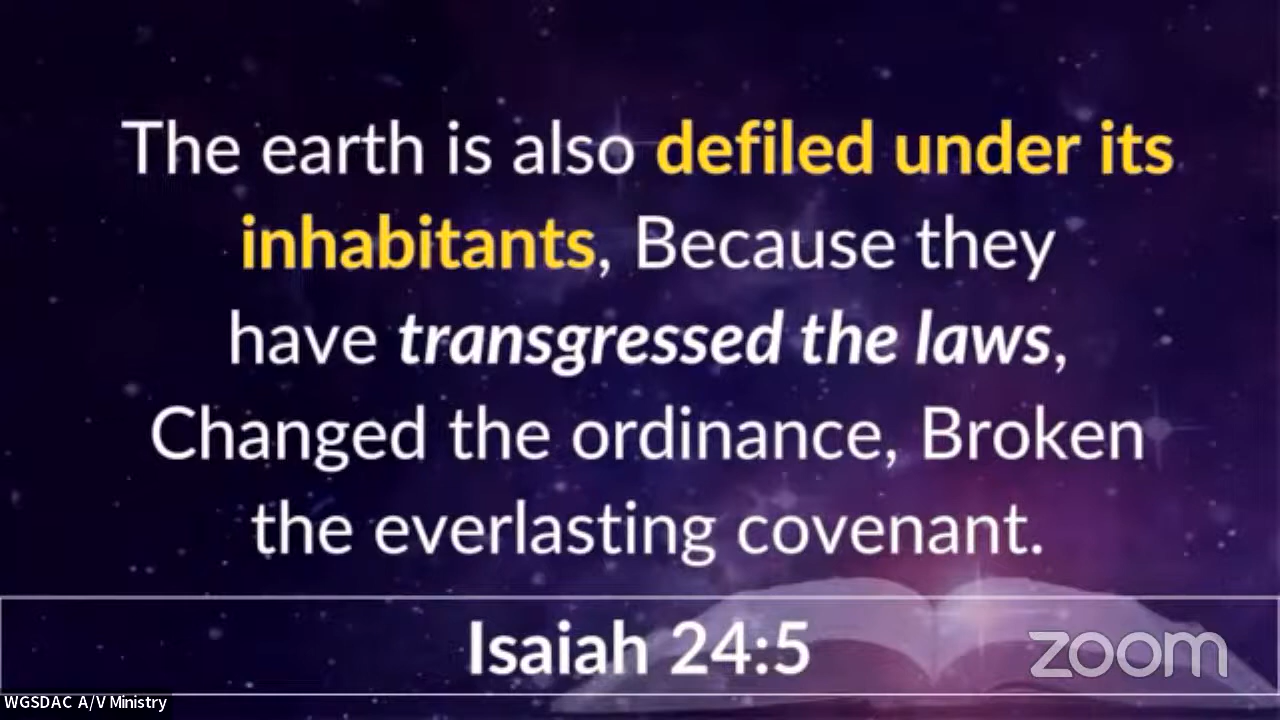 The earth is also defiled under its
inhabitants, Because they
have transgressed the laws,
Changed the ordinance, Broken
the everlasting covenant.
Isaiah 24:5
zoom
WGSDAC A/V Ministry